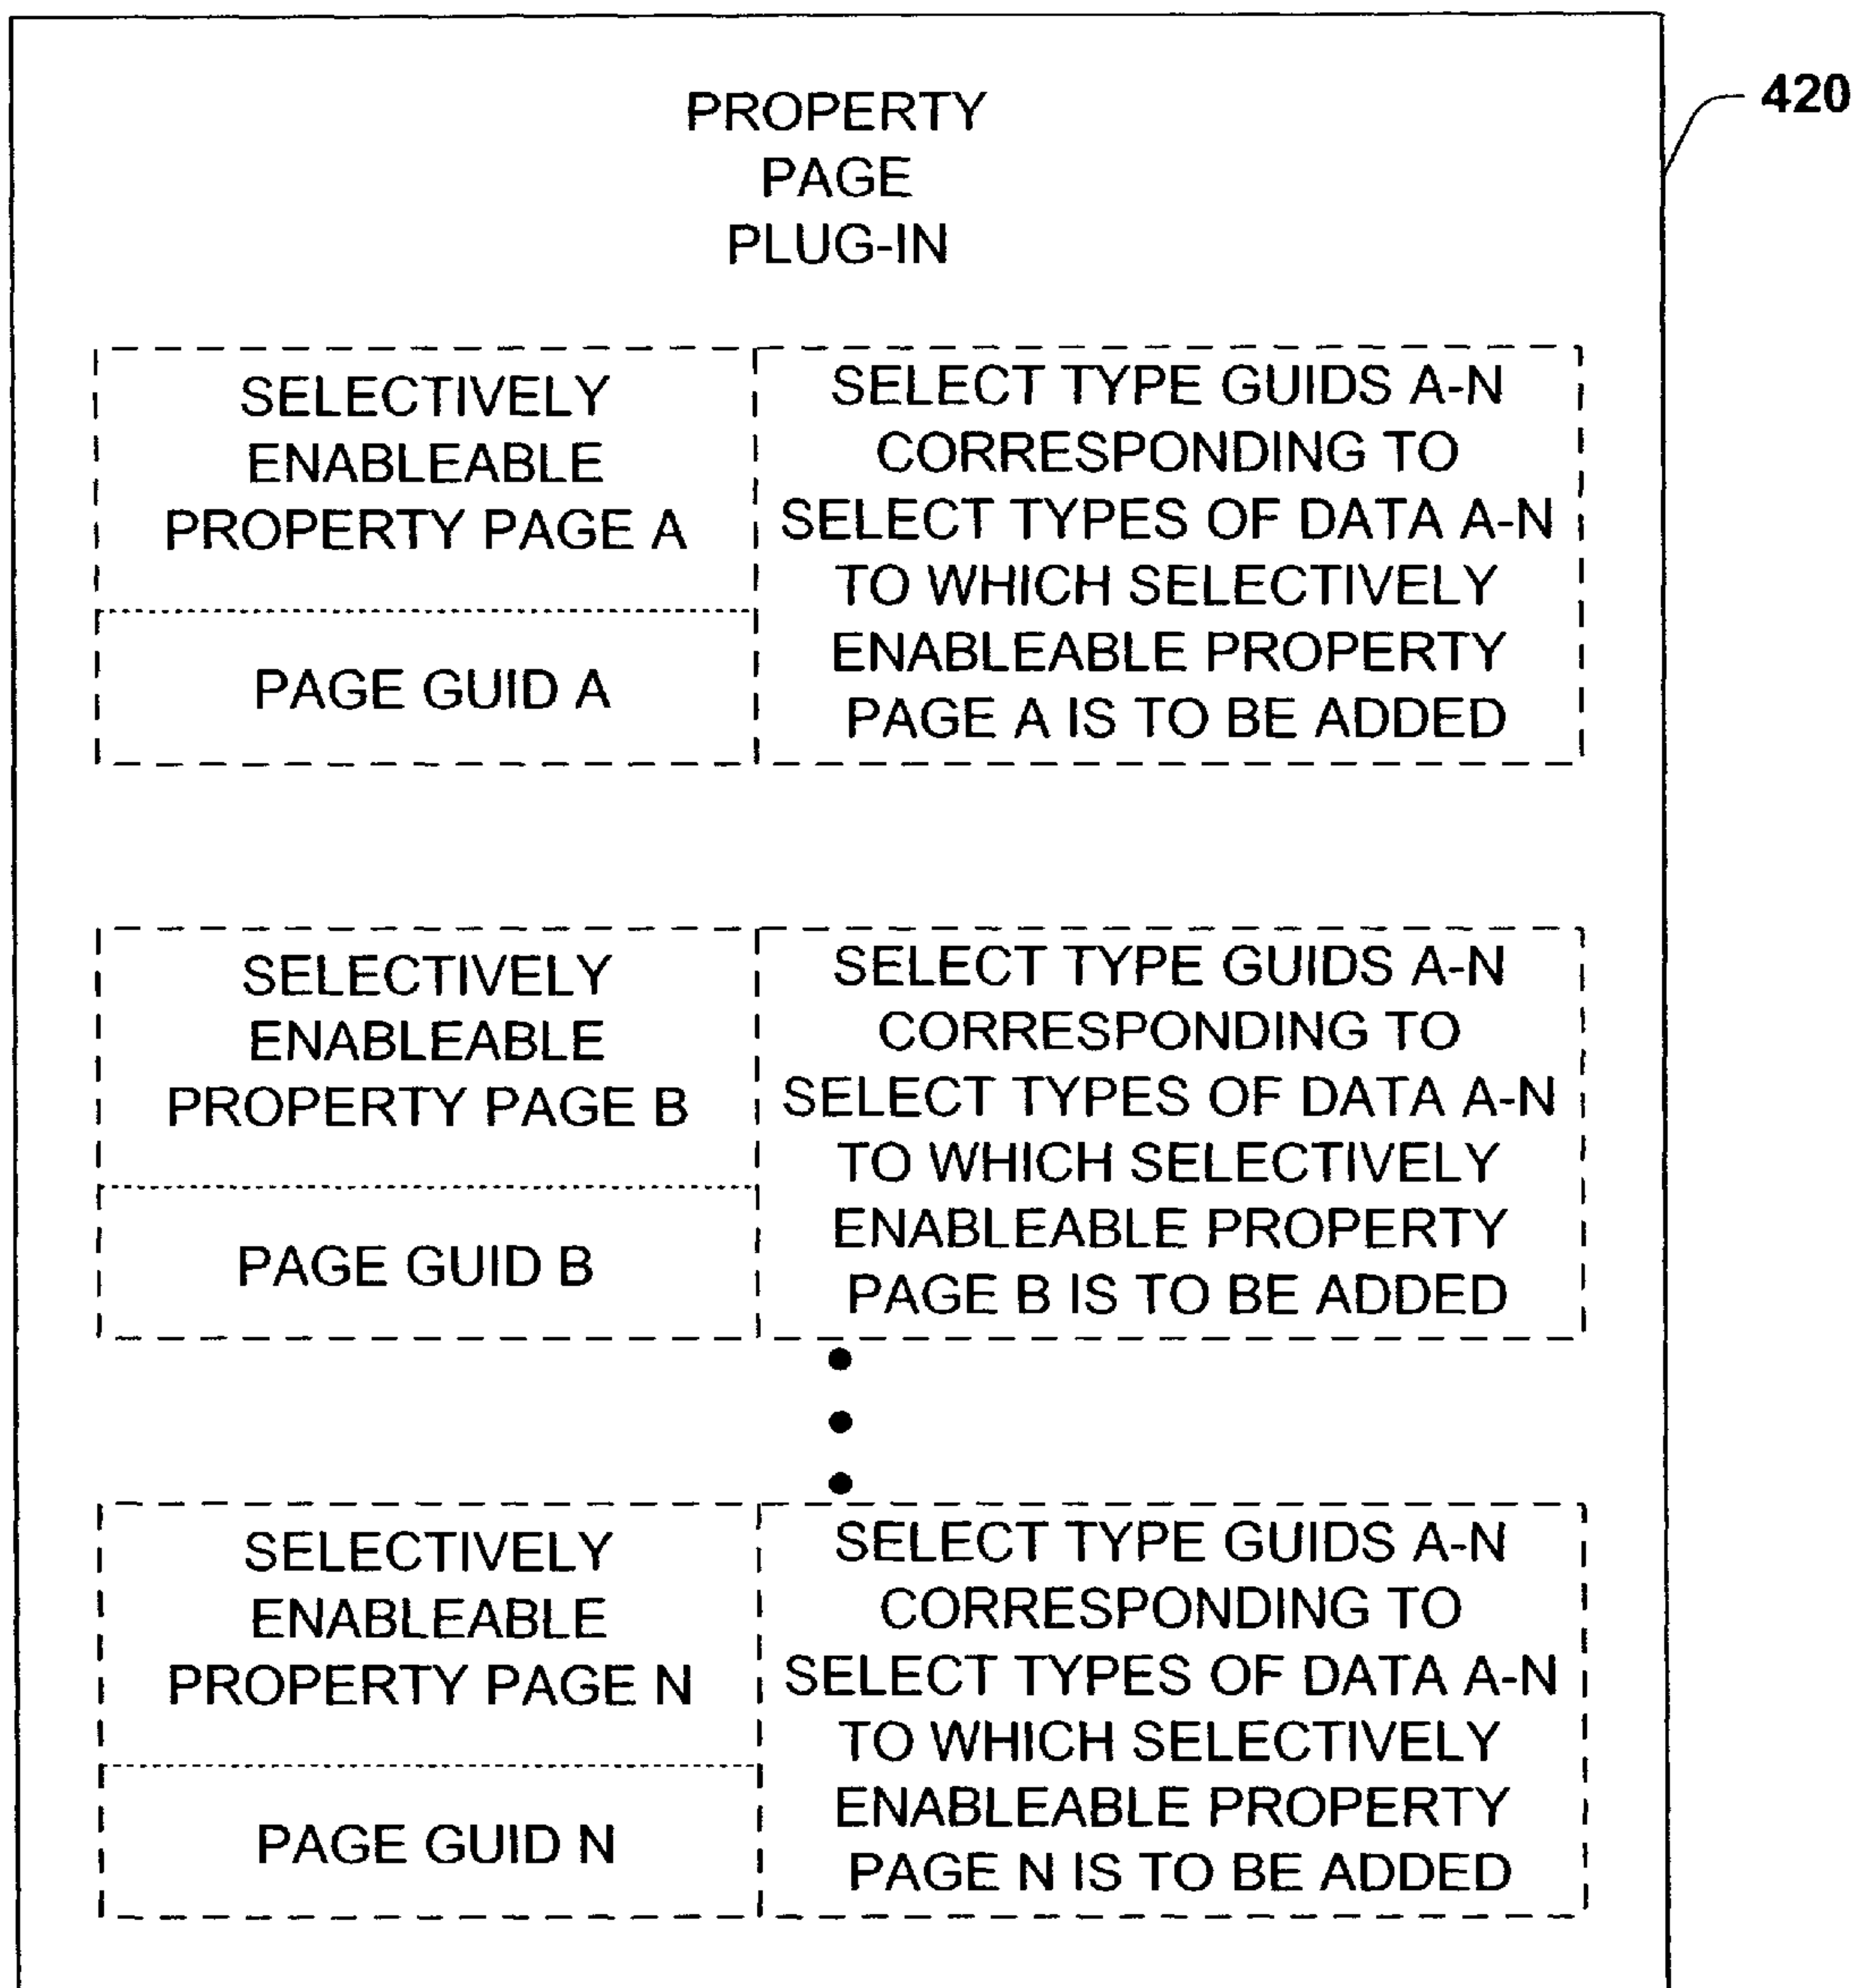 PROPERTY
PAGE
PLUG-IN
420
SELECTIVELY
ENABLEABLE
PROPERTY PAGE A
PAGE GUID A
SELECT TYPE GUIDS A-N
CORRESPONDING TO
SELECT TYPES OF DATA A-N
TO WHICH SELECTIVELY
ENABLEABLE PROPERTY
PAGE A IS TO BE ADDED
SELECTIVELY
ENABLEABLE
PROPERTY PAGE B
PAGE GUID B
SELECT TYPE GUIDS A-N
CORRESPONDING TO
SELECT TYPES OF DATA A-N
TO WHICH SELECTIVELY
ENABLEABLE PROPERTY
PAGE B IS TO BE ADDED
SELECTIVELY
ENABLEABLE
PROPERTY PAGE N
PAGE GUID N
SELECT TYPE GUIDS A-N
CORRESPONDING TO
SELECT TYPES OF DATA A-N
TO WHICH SELECTIVELY
ENABLEABLE PROPERTY
PAGE N IS TO BE ADDED